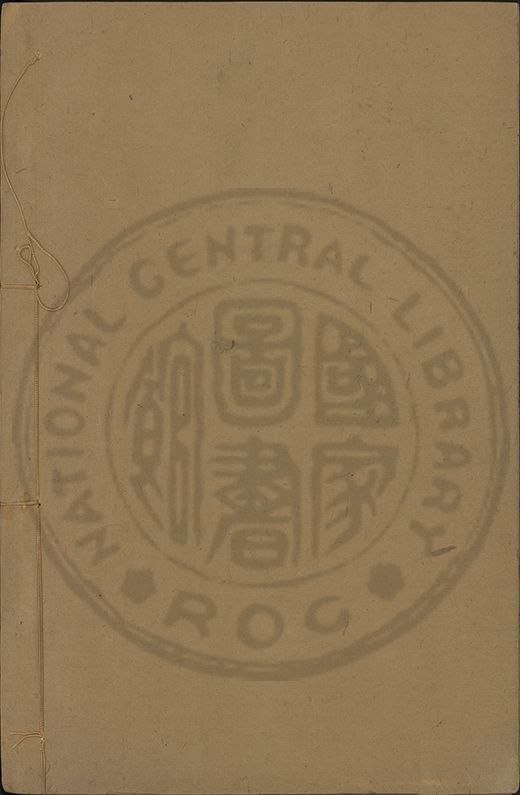 NATIONAL CENTRAL LIBRARY
國家
圖書
館
ROC